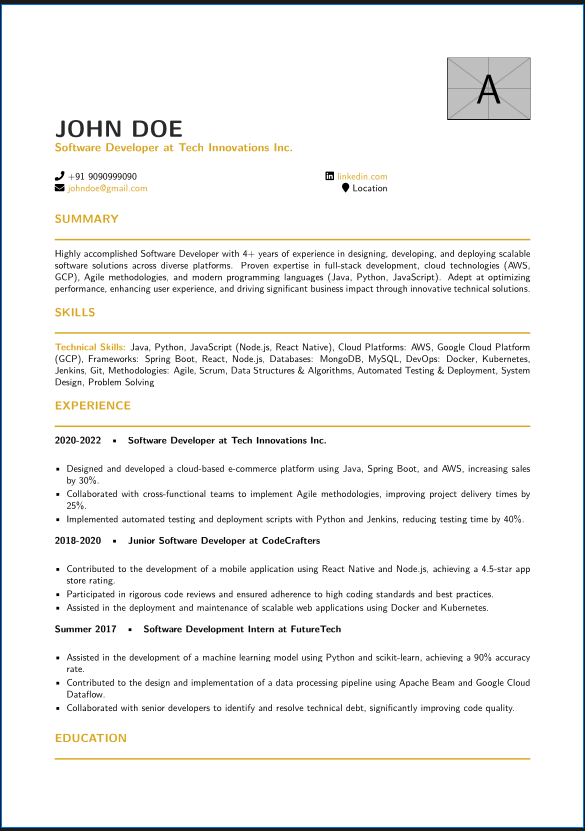 A
JOHN DOE
Software Developer at Tech Innovations Inc.
+91 9090999090
linkedin.com
johndoe@gmail.com
Location
SUMMARY
Highly accomplished Software Developer with 4+ years of experience in designing, developing, and deploying scalable
software solutions across diverse platforms. Proven expertise in full-stack development, cloud technologies (AWS,
GCP), Agile methodologies, and modern programming languages (Java, Python, JavaScript). Adept at optimizing
performance, enhancing user experience, and driving significant business impact through innovative technical solutions.
SKILLS
Technical Skills: Java, Python, JavaScript (Node.js, React Native), Cloud Platforms: AWS, Google Cloud Platform
(GCP), Frameworks: Spring Boot, React, Node.js, Databases: MongoDB, MySQL, DevOps: Docker, Kubernetes,
Jenkins, Git, Methodologies: Agile, Scrum, Data Structures & Algorithms, Automated Testing & Deployment, System
Design, Problem Solving
EXPERIENCE
2020-2022 ▪ Software Developer at Tech Innovations Inc.
▪ Designed and developed a cloud-based e-commerce platform using Java, Spring Boot, and AWS, increasing sales
by 30%.
▪ Collaborated with cross-functional teams to implement Agile methodologies, improving project delivery times by
25%.
▪ Implemented automated testing and deployment scripts with Python and Jenkins, reducing testing time by 40%.
2018-2020 ▪ Junior Software Developer at CodeCrafters
▪ Contributed to the development of a mobile application using React Native and Node.js, achieving a 4.5-star app
store rating.
▪ Participated in rigorous code reviews and ensured adherence to high coding standards and best practices.
▪ Assisted in the deployment and maintenance of scalable web applications using Docker and Kubernetes.
Summer 2017 ▪ Software Development Intern at FutureTech
▪ Assisted in the development of a machine learning model using Python and scikit-learn, achieving a 90% accuracy
rate.
▪ Contributed to the design and implementation of a data processing pipeline using Apache Beam and Google Cloud
Dataflow.
▪ Collaborated with senior developers to identify and resolve technical debt, significantly improving code quality.
EDUCATION